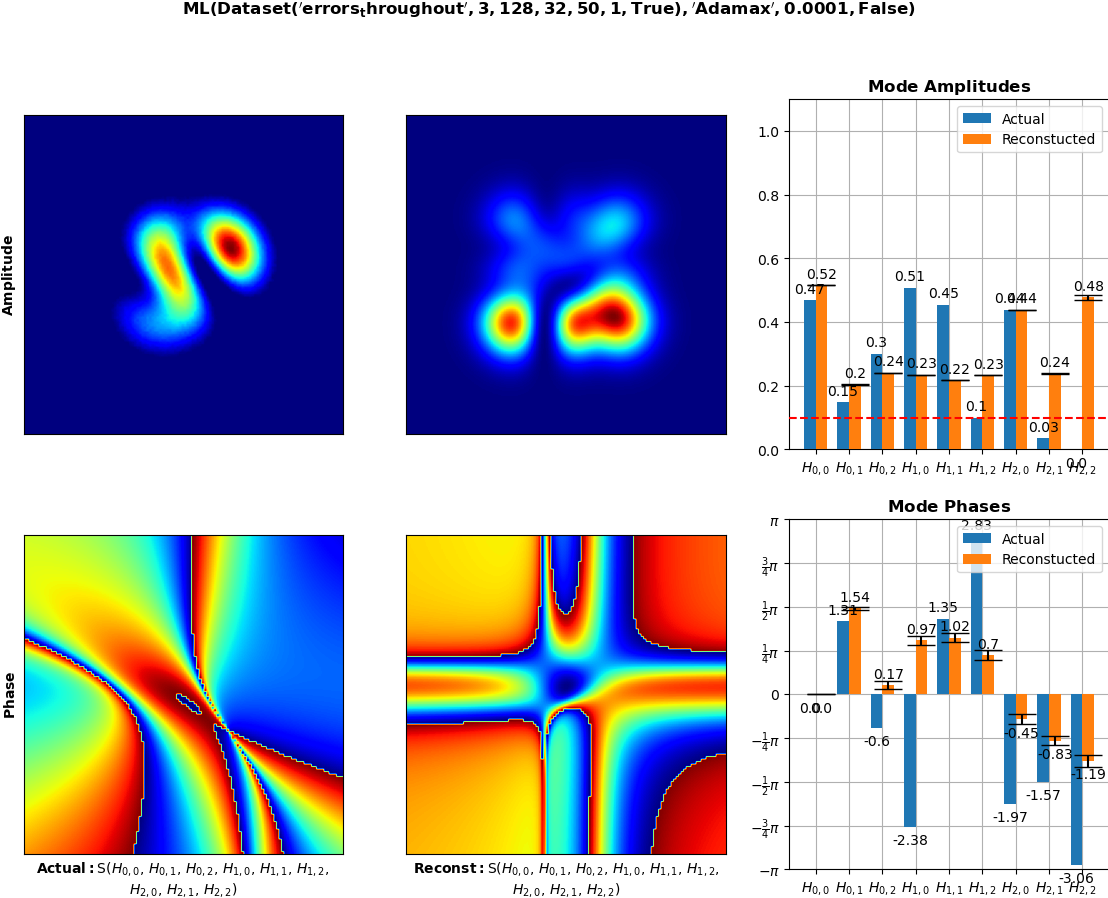 ML(Dataset('errors_throughout', 3, 128, 32, 50, 1, True), 'Adamax', 0.0001, False)
Amplitude
Mode Amplitudes
Actual
Reconstucted
1.0
0.8
0.6
0.4
0.2
0.0
0.47 0.52
0.15 0.2
0.3 0.24
0.51 0.23
0.45 0.22
0.1 0.23
0.44 0.44
0.03 0.24
0.0 0.48
H0,0 H0,1 H0,2 H1,0 H1,1 H1,2 H2,0 H2,1 H2,2
Phase
Mode Phases
Actual
Reconstucted
π
3/4π
1/2π
1/4π
0
−1/4π
−1/2π
−3/4π
−π
0.0 0.0
1.31 1.54
-0.6 0.17
-2.38 0.97
1.35 1.02
2.83 0.7
-1.97 -0.45
-1.57 -0.83
-3.06 -1.19
H0,0 H0,1 H0,2 H1,0 H1,1 H1,2 H2,0 H2,1 H2,2
Actual: S(H0,0, H0,1, H0,2, H1,0, H1,1, H1,2,
H2,0, H2,1, H2,2)
Reconst: S(H0,0, H0,1, H0,2, H1,0, H1,1, H1,2,
H2,0, H2,1, H2,2)